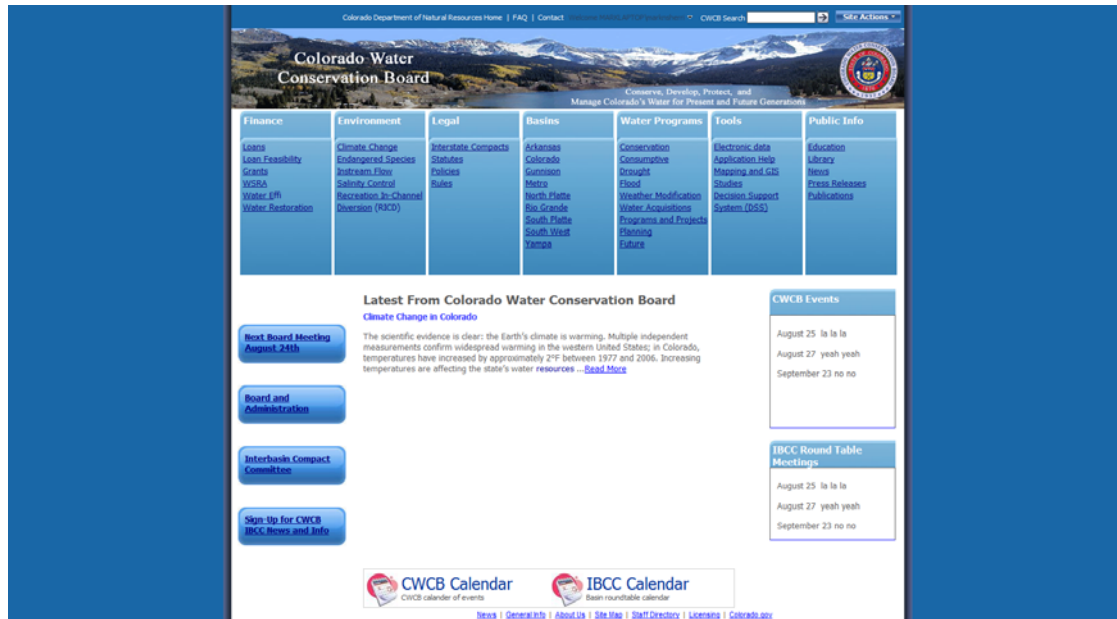 Colorado Department of Natural Resources Home | FAQ | Contact
CWCB Search
Site Actions
Colorado Water
Conservation Board
Conserve, Develop, Protect, and
Manage Colorado's Water for Present and Future Generations
Finance
Loans
Loan Feasibility
Grants
WSRA
Water Effi
Water Restoration
Environment
Climate Change
Endangered Species
Instream Flow
Salinity Control
Recreation In-Channel
Diversion (RICD)
Legal
Interstate Compacts
Statutes
Policies
Rules
Basins
Arkansas
Colorado
Gunnison
Metro
North Platte
Rio Grande
South Platte
South West
Yampa
Water Programs
Conservation
Consumptive
Drought
Flood
Weather Modification
Water Acquisitions
Programs and Projects
Planning
Future
Tools
Electronic data
Application Help
Mapping and GIS
Studies
Decision Support
System (DSS)
Public Info
Education
Library
News
Press Releases
Publications
Next Board Meeting
August 24th
Board and
Administration
Interbasin Compact
Committee
Sign-Up for CWCB
IBCC News and Info
Latest From Colorado Water Conservation Board
Climate Change in Colorado
The scientific evidence is clear: the Earth's climate is warming. Multiple independent
measurements confirm widespread warming in the western United States; in Colorado,
temperatures have increased by approximately 2°F between 1977 and 2006. Increasing
temperatures are affecting the state's water resources ...Read More
CWCB Events
August 25 la la la
August 27 yeah yeah
September 23 no no
IBCC Round Table
Meetings
August 25 la la la
August 27 yeah yeah
September 23 no no
CWCB Calendar
CWCB calander of events
IBCC Calendar
Basin roundtable calendar
News | General Info | About Us | Site Map | Staff Directory | Licensing | Colorado.gov